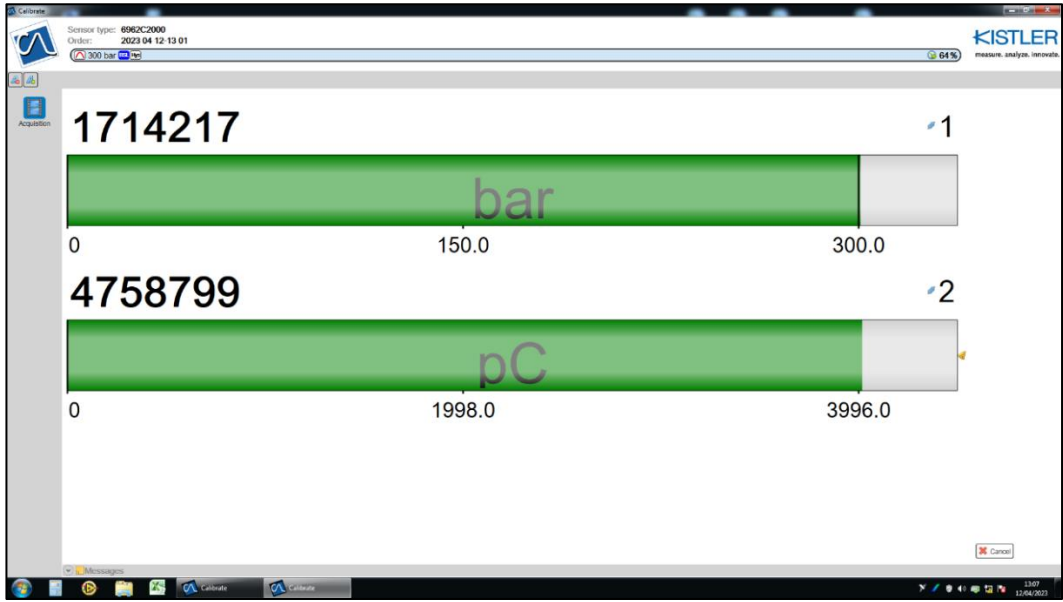 Calibrate
Sensor type: 6962C2000
Order: 2023 04 12-13 01
300 bar
64%
KISTLER
measure. analyze. innovate.
Acquisition
1714217
1
bar
0 150.0 300.0
4758799
2
pC
0 1998.0 3996.0
Cancel
Messages
Calibrate Calibrate
13:07
12/04/2023